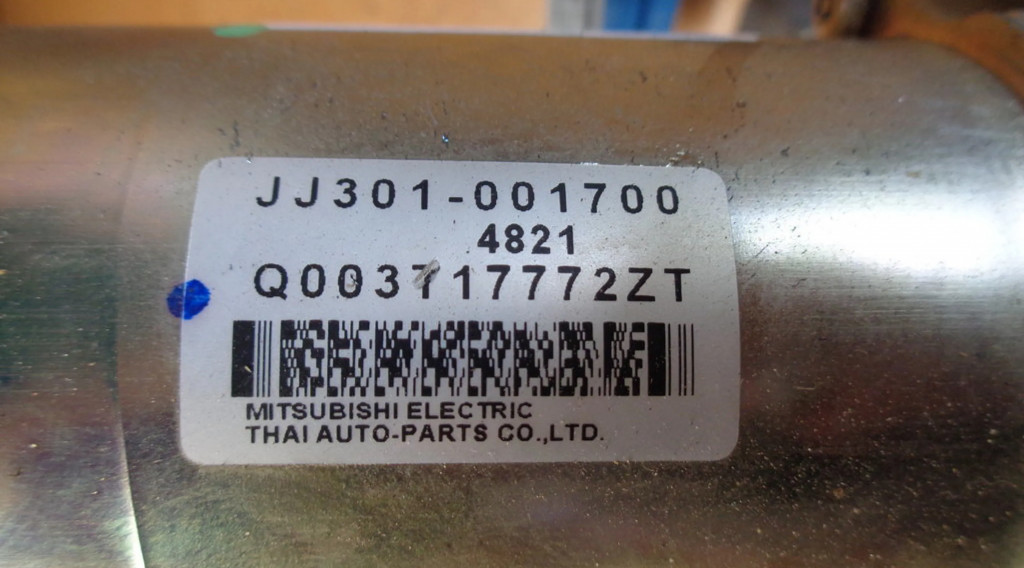 JJ301-001700
4821
Q003717772ZT
MITSUBISHI ELECTRIC
THAI AUTO-PARTS CO.,LTD.